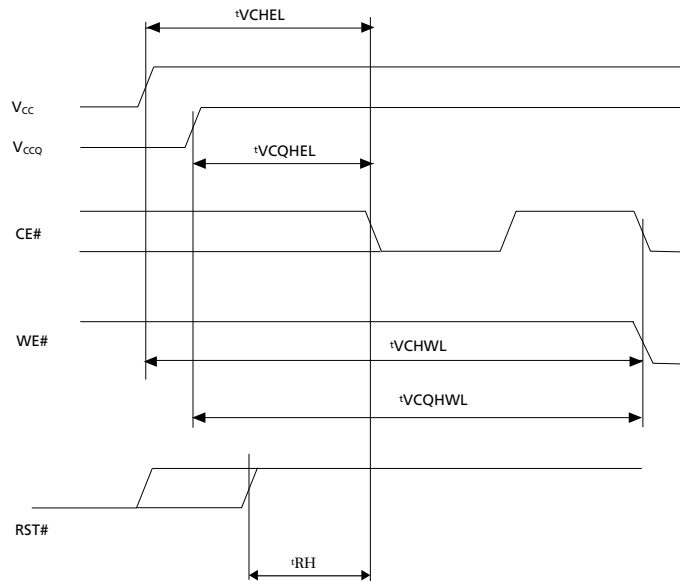 tVCHEL
VCC
VCCQ
tVCQHEL
CE#
WE#
tVCHWL
tVCQHWL
RST#
tRH